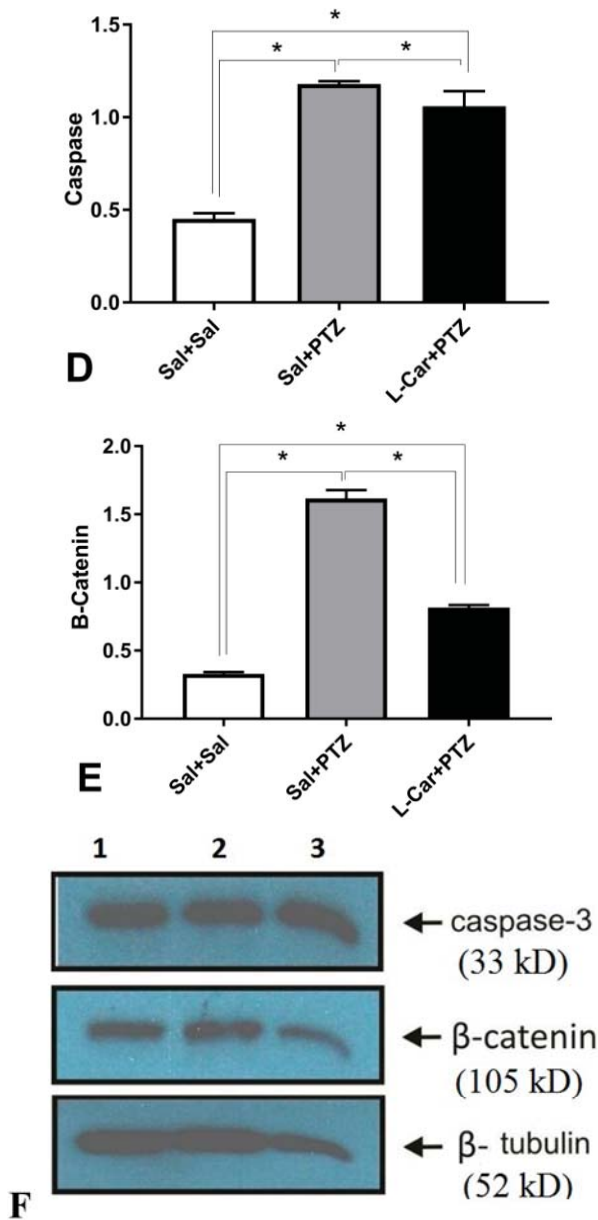 *
* *
1.5
1.0
0.5
0.0
Caspase
Sal+Sal
Sal+PTZ
L-Car+PTZ
D
*
* *
2.0
1.5
1.0
0.5
0.0
B-Catenin
Sal+Sal
Sal+PTZ
L-Car+PTZ
E
1 2 3
caspase-3
(33 kD)
β-catenin
(105 kD)
β- tubulin
(52 kD)
F